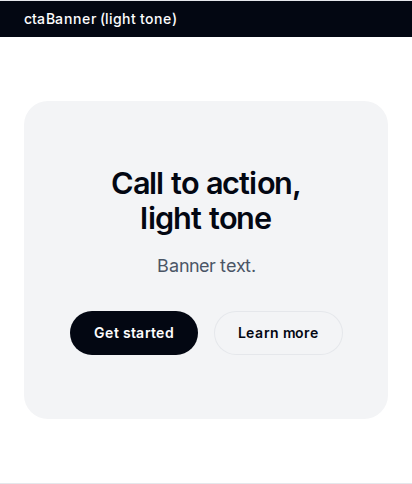 ctaBanner (light tone)
Call to action,
light tone
Banner text.
Get started
Learn more